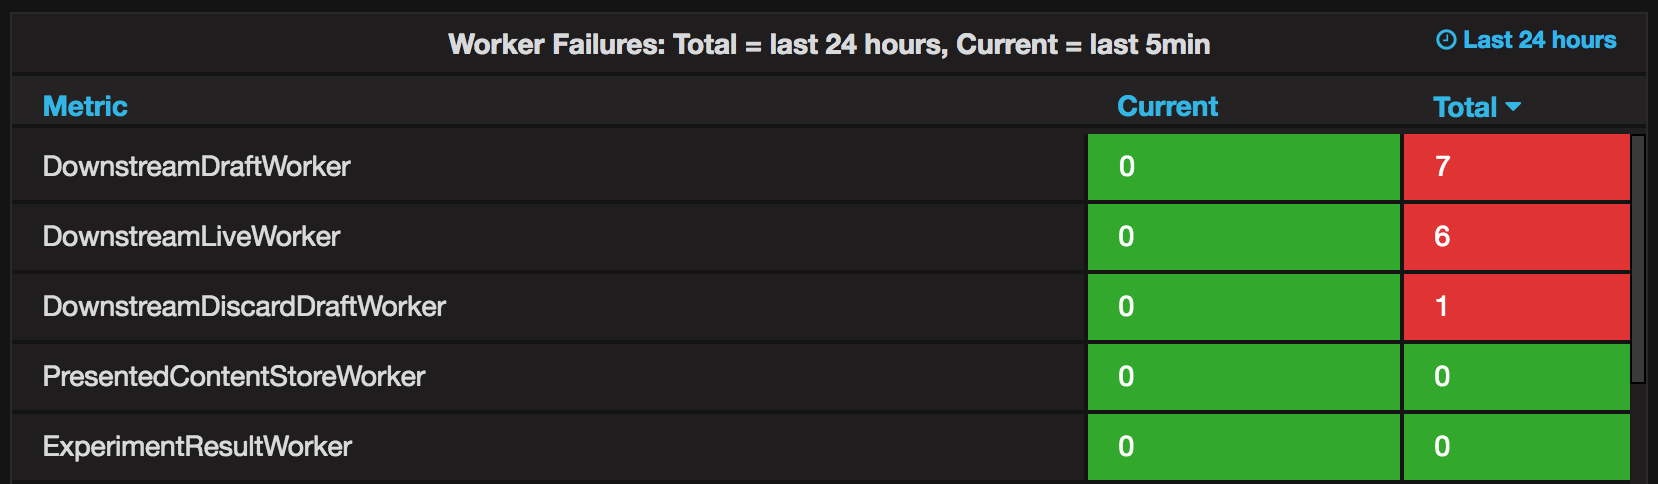 Worker Failures: Total = last 24 hours, Current = last 5min
Last 24 hours
Metric Current Total
DownstreamDraftWorker 0 7
DownstreamLiveWorker 0 6
DownstreamDiscardDraftWorker 0 1
PresentedContentStoreWorker 0 0
ExperimentResultWorker 0 0